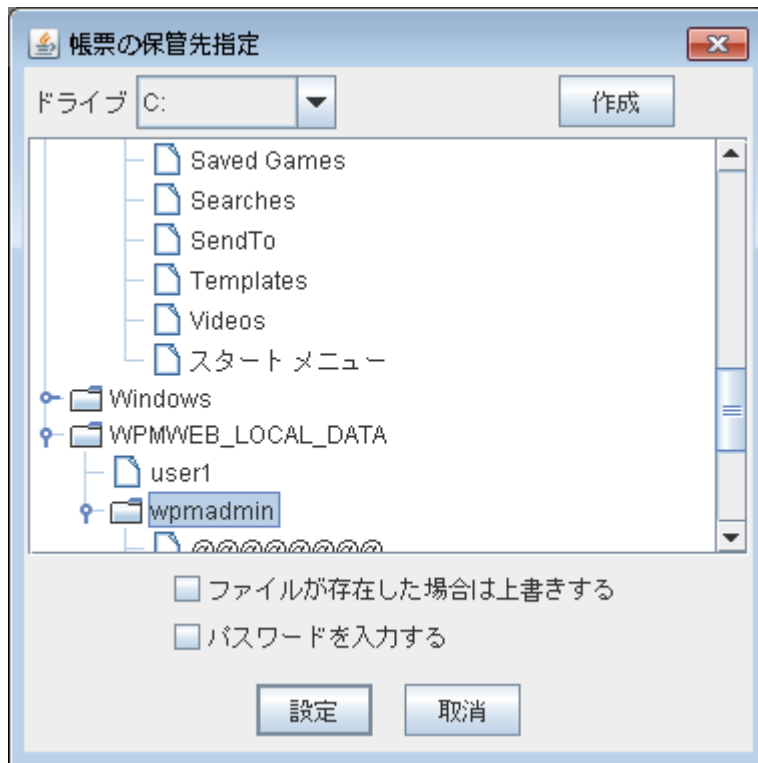 帳票の保管先指定
ドライブ C: 作成
Saved Games
Searches
SendTo
Templates
Videos
スタート メニュー
Windows
WPMWEB_LOCAL_DATA
user1
wpmadmin
@@@@@@@@
ファイルが存在した場合は上書きする
パスワードを入力する
設定 取消